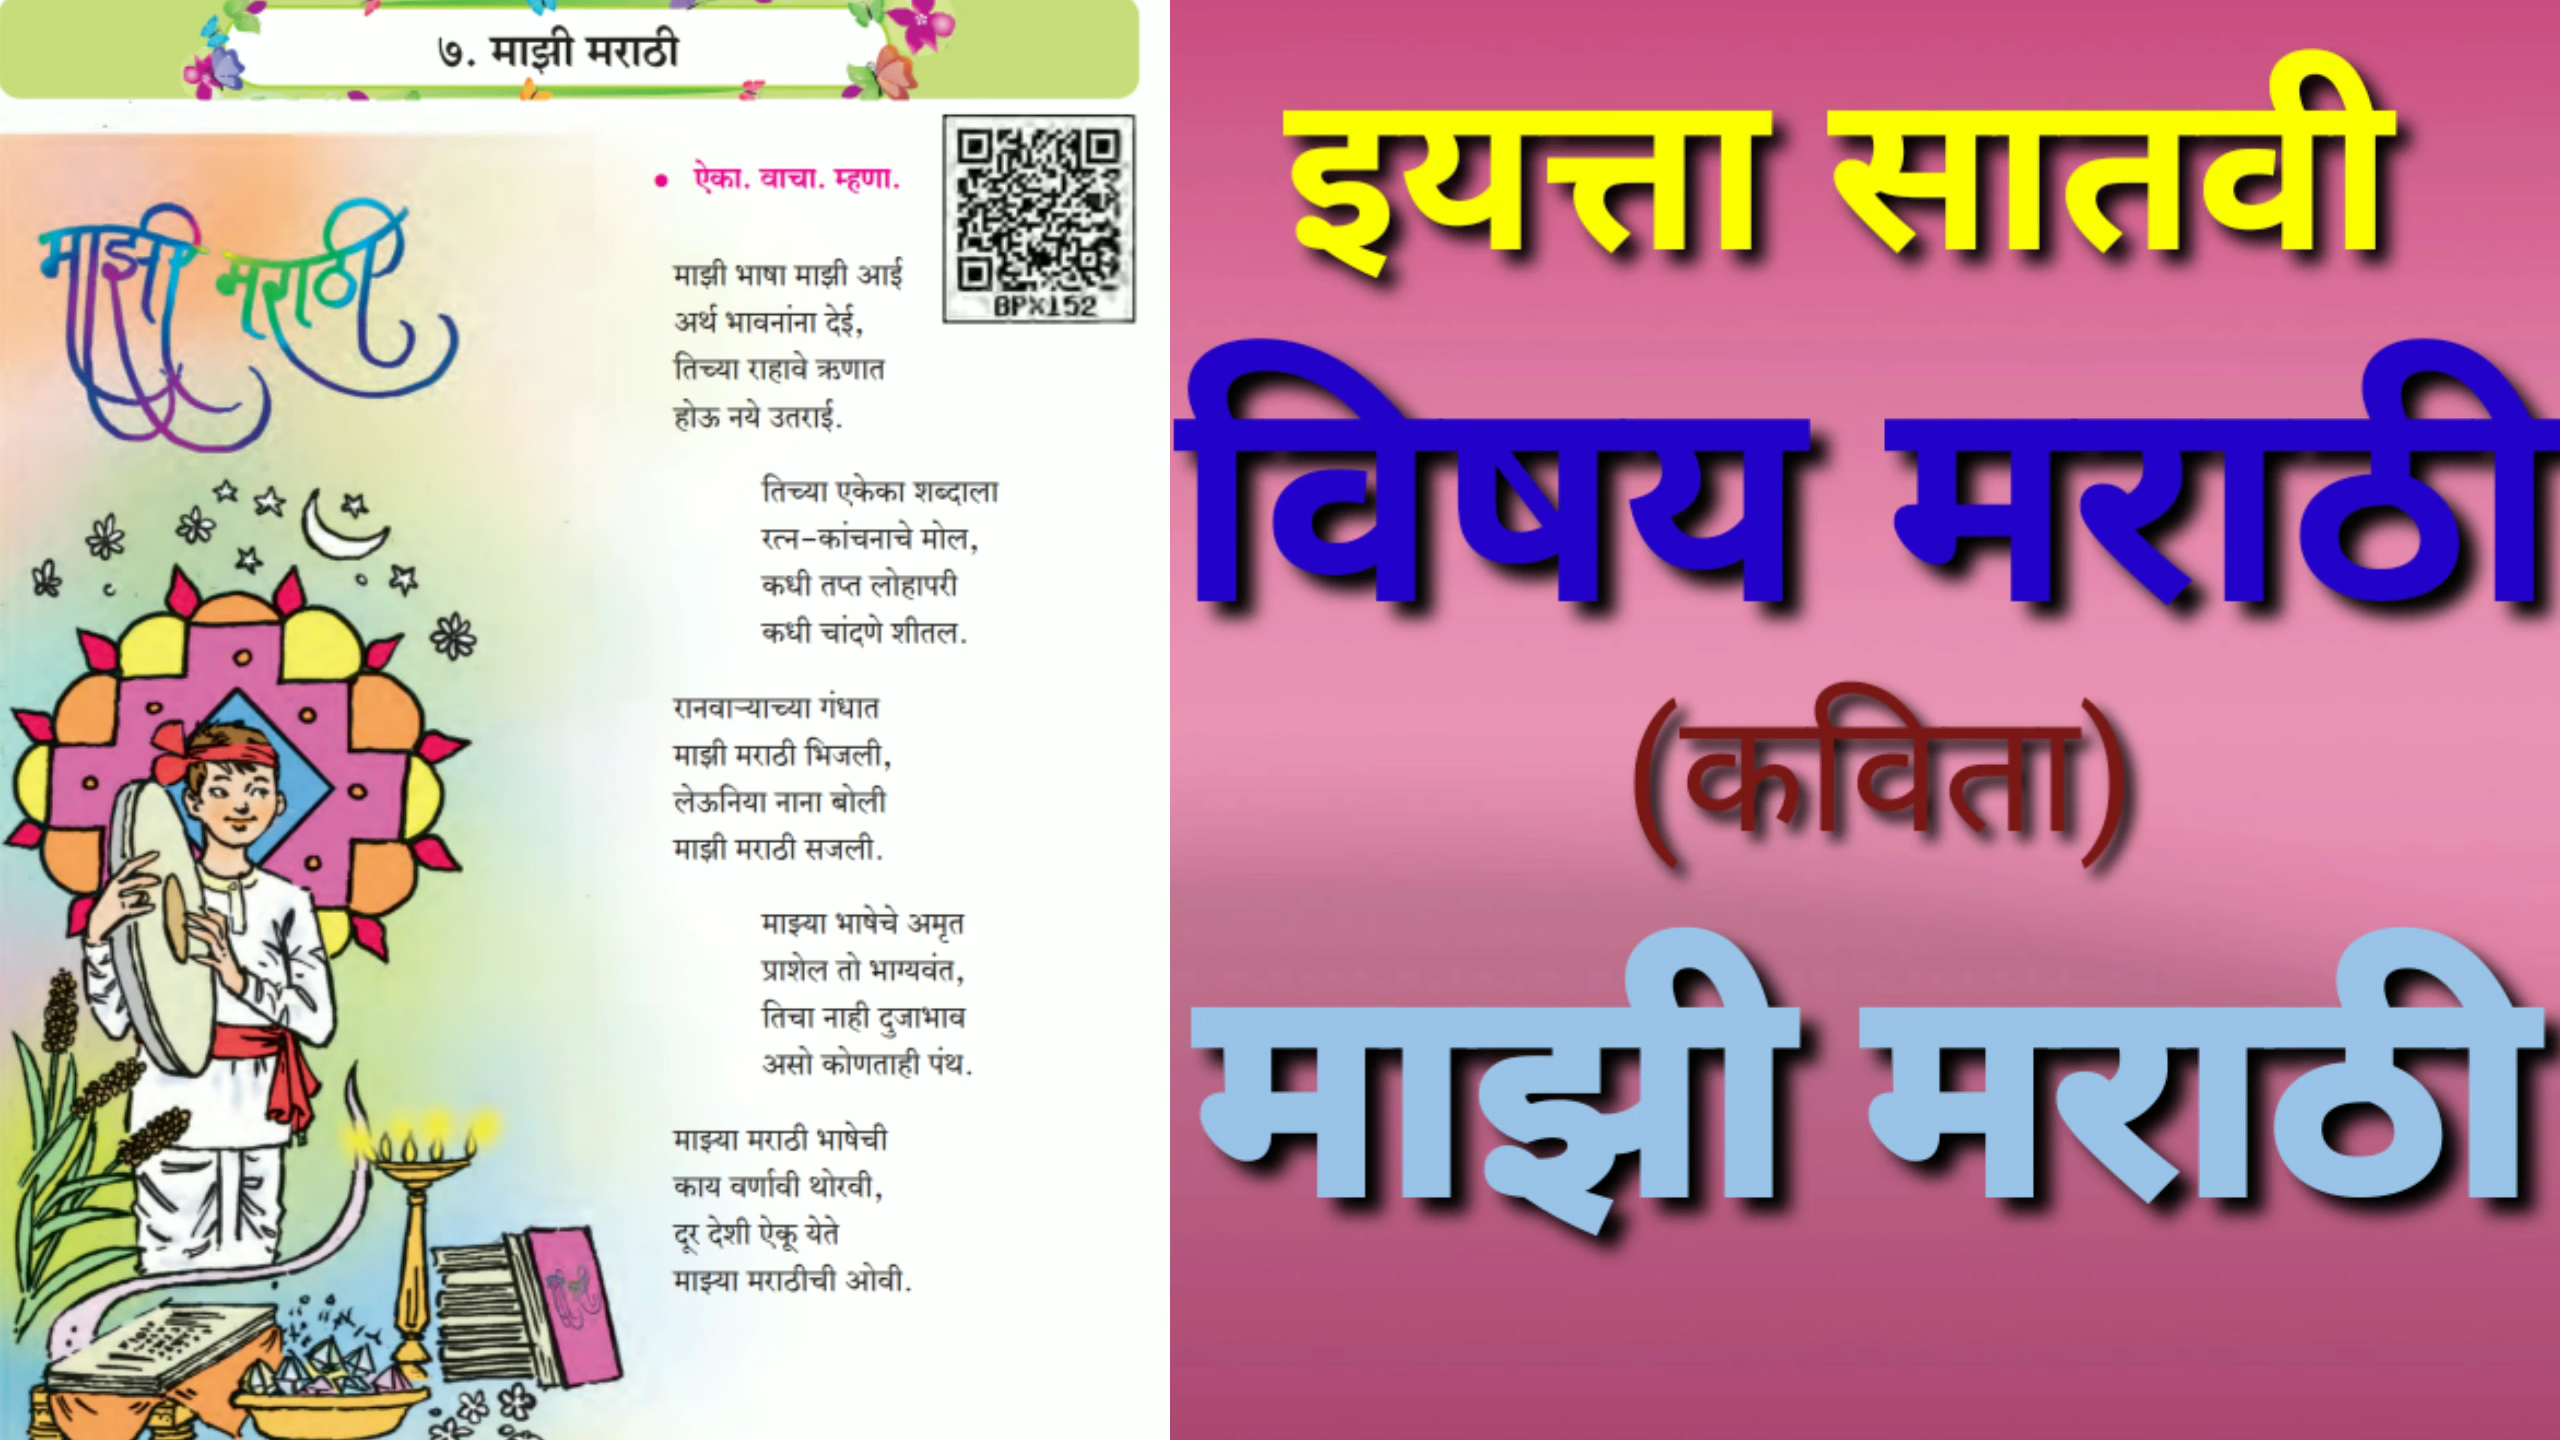 ७. माझी मराठी
माझी मराठी
• ऐका. वाचा. म्हणा.
BPX152
माझी भाषा माझी आई
अर्थ भावनांना देई,
तिच्या राहावे ऋणात
होऊ नये उतराई.
तिच्या एकेका शब्दाला
रत्न-कांचनाचे मोल,
कधी तप्त लोहापरी
कधी चांदणे शीतल.
रानवाऱ्याच्या गंधात
माझी मराठी भिजली,
लेऊनिया नाना बोली
माझी मराठी सजली.
माझ्या भाषेचे अमृत
प्राशेल तो भाग्यवंत,
तिचा नाही दुजाभाव
असो कोणताही पंथ.
माझ्या मराठी भाषेची
काय वर्णावी थोरवी,
दूर देशी ऐकू येते
माझ्या मराठीची ओवी.
इयत्ता सातवी
विषय मराठी
(कविता)
माझी मराठी